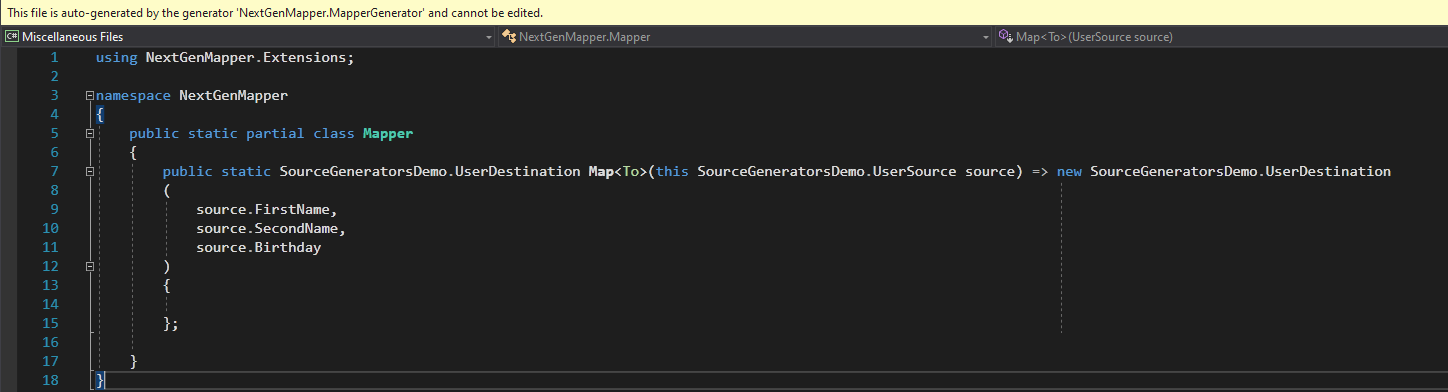 This file is auto-generated by the generator 'NextGenMapper.MapperGenerator' and cannot be edited.
C# Miscellaneous Files NextGenMapper.Mapper Map<To>(UserSource source)
1 using NextGenMapper.Extensions;
2
3 namespace NextGenMapper
4 {
5 public static partial class Mapper
6 {
7 public static SourceGeneratorsDemo.UserDestination Map<To>(this SourceGeneratorsDemo.UserSource source) => new SourceGeneratorsDemo.UserDestination
8 (
9 source.FirstName,
10 source.SecondName,
11 source.Birthday
12 )
13 {
14
15 };
16
17 }
18 }